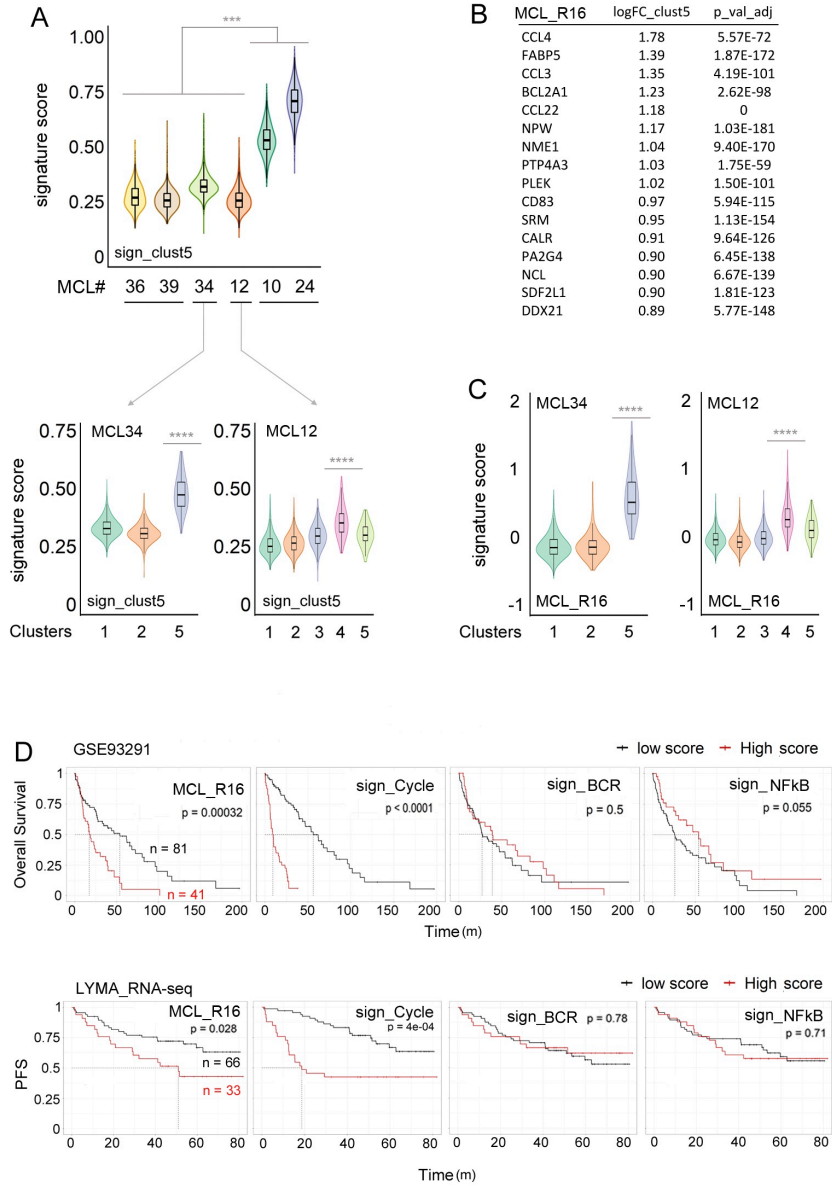 A
1.00
***
0.75
0.50
0.25
0
signature score
sign_clust5
MCL# 36 39 34 12 10 24
0.75
0.50
0.25
0
signature score
MCL34
****
sign_clust5
0.75
0.50
0.25
0
MCL12
****
sign_clust5
Clusters 1 2 5 1 2 3 4 5
B
MCL_R16 logFC_clust5 p_val_adj
CCL4 1.78 5.57E-72
FABP5 1.39 1.87E-172
CCL3 1.35 4.19E-101
BCL2A1 1.23 2.62E-98
CCL22 1.18 0
NPW 1.17 1.03E-181
NME1 1.04 9.40E-170
PTP4A3 1.03 1.75E-59
PLEK 1.02 1.50E-101
CD83 0.97 5.94E-115
SRM 0.95 1.13E-154
CALR 0.91 9.64E-126
PA2G4 0.90 6.45E-138
NCL 0.90 6.67E-139
SDF2L1 0.90 1.81E-123
DDX21 0.89 5.77E-148
C
2
1
0
-1
signature score
MCL34
****
MCL_R16
2
1
0
-1
MCL12
****
MCL_R16
Clusters 1 2 5 1 2 3 4 5
D
GSE93291
low score High score
Overall Survival
1
0.75
0.5
0.25
0
MCL_R16
p = 0.00032
n = 81
n = 41
sign_Cycle
p < 0.0001
sign_BCR
p = 0.5
sign_NFkB
p = 0.055
0 50 100 150 200 0 50 100 150 200 0 50 100 150 200 0 50 100 150 200
Time (m)
LYMA_RNA-seq
low score High score
PFS
1
0.75
0.5
0.25
0
MCL_R16
p = 0.028
n = 66
n = 33
sign_Cycle
p = 4e-04
sign_BCR p = 0.78
sign_NFkB
p = 0.71
0 20 40 60 80 0 20 40 60 80 0 20 40 60 80 0 20 40 60 80
Time (m)